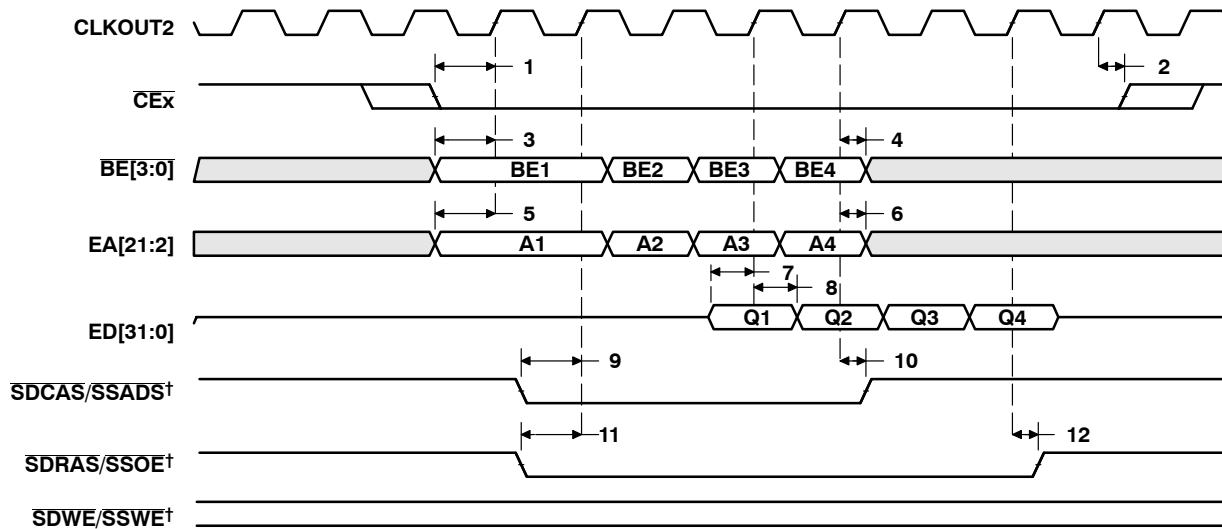 CLKOUT2
1
2
CEx
3
4
BE[3:0]
BE1 BE2 BE3 BE4
5
6
EA[21:2]
A1 A2 A3 A4
7
8
ED[31:0]
Q1 Q2 Q3 Q4
9
10
SDCAS/SSADS†
11
12
SDRAS/SSOE†
SDWE/SSWE†